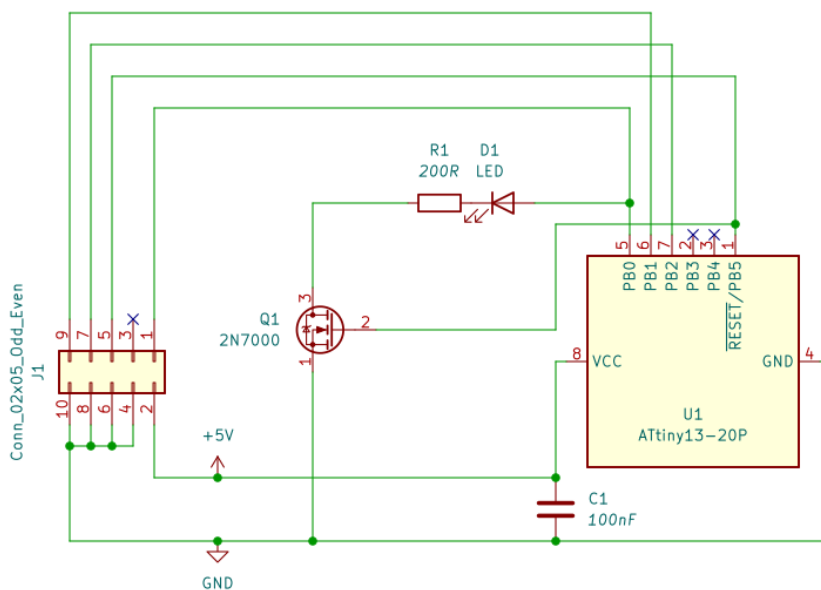 R1
200R
D1
LED
5
6
7
2
3
1
PB0
PB1
PB2
PB3
PB4
RESET/PB5
3
Q1
2N7000
2
1
8
VCC
GND
4
U1
ATtiny13-20P
Conn_02x05_Odd_Even
J1
9
7
5
3
1
10
8
6
4
2
+5V
C1
100nF
GND